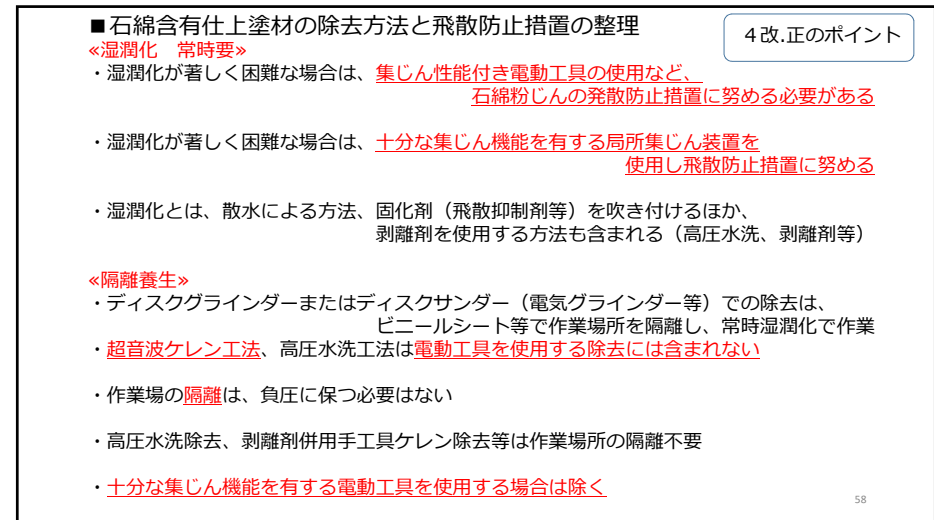 ■石綿含有仕上塗材の除去方法と飛散防止措置の整理
4改.正のポイント
≪湿潤化　常時要≫
・湿潤化が著しく困難な場合は、集じん性能付き電動工具の使用など、
石綿粉じんの発散防止措置に努める必要がある
・湿潤化が著しく困難な場合は、十分な集じん機能を有する局所集じん装置を
使用し飛散防止措置に努める
・湿潤化とは、散水による方法、固化剤（飛散抑制剤等）を吹き付けるほか、
剥離剤を使用する方法も含まれる（高圧水洗、剥離剤等）
≪隔離養生≫
・ディスクグラインダーまたはディスクサンダー（電気グラインダー等）での除去は、
ビニールシート等で作業場所を隔離し、常時湿潤化で作業
・超音波ケレン工法、高圧水洗工法は電動工具を使用する除去には含まれない
・作業場の隔離は、負圧に保つ必要はない
・高圧水洗除去、剥離剤併用手工具ケレン除去等は作業場所の隔離不要
・十分な集じん機能を有する電動工具を使用する場合は除く
58